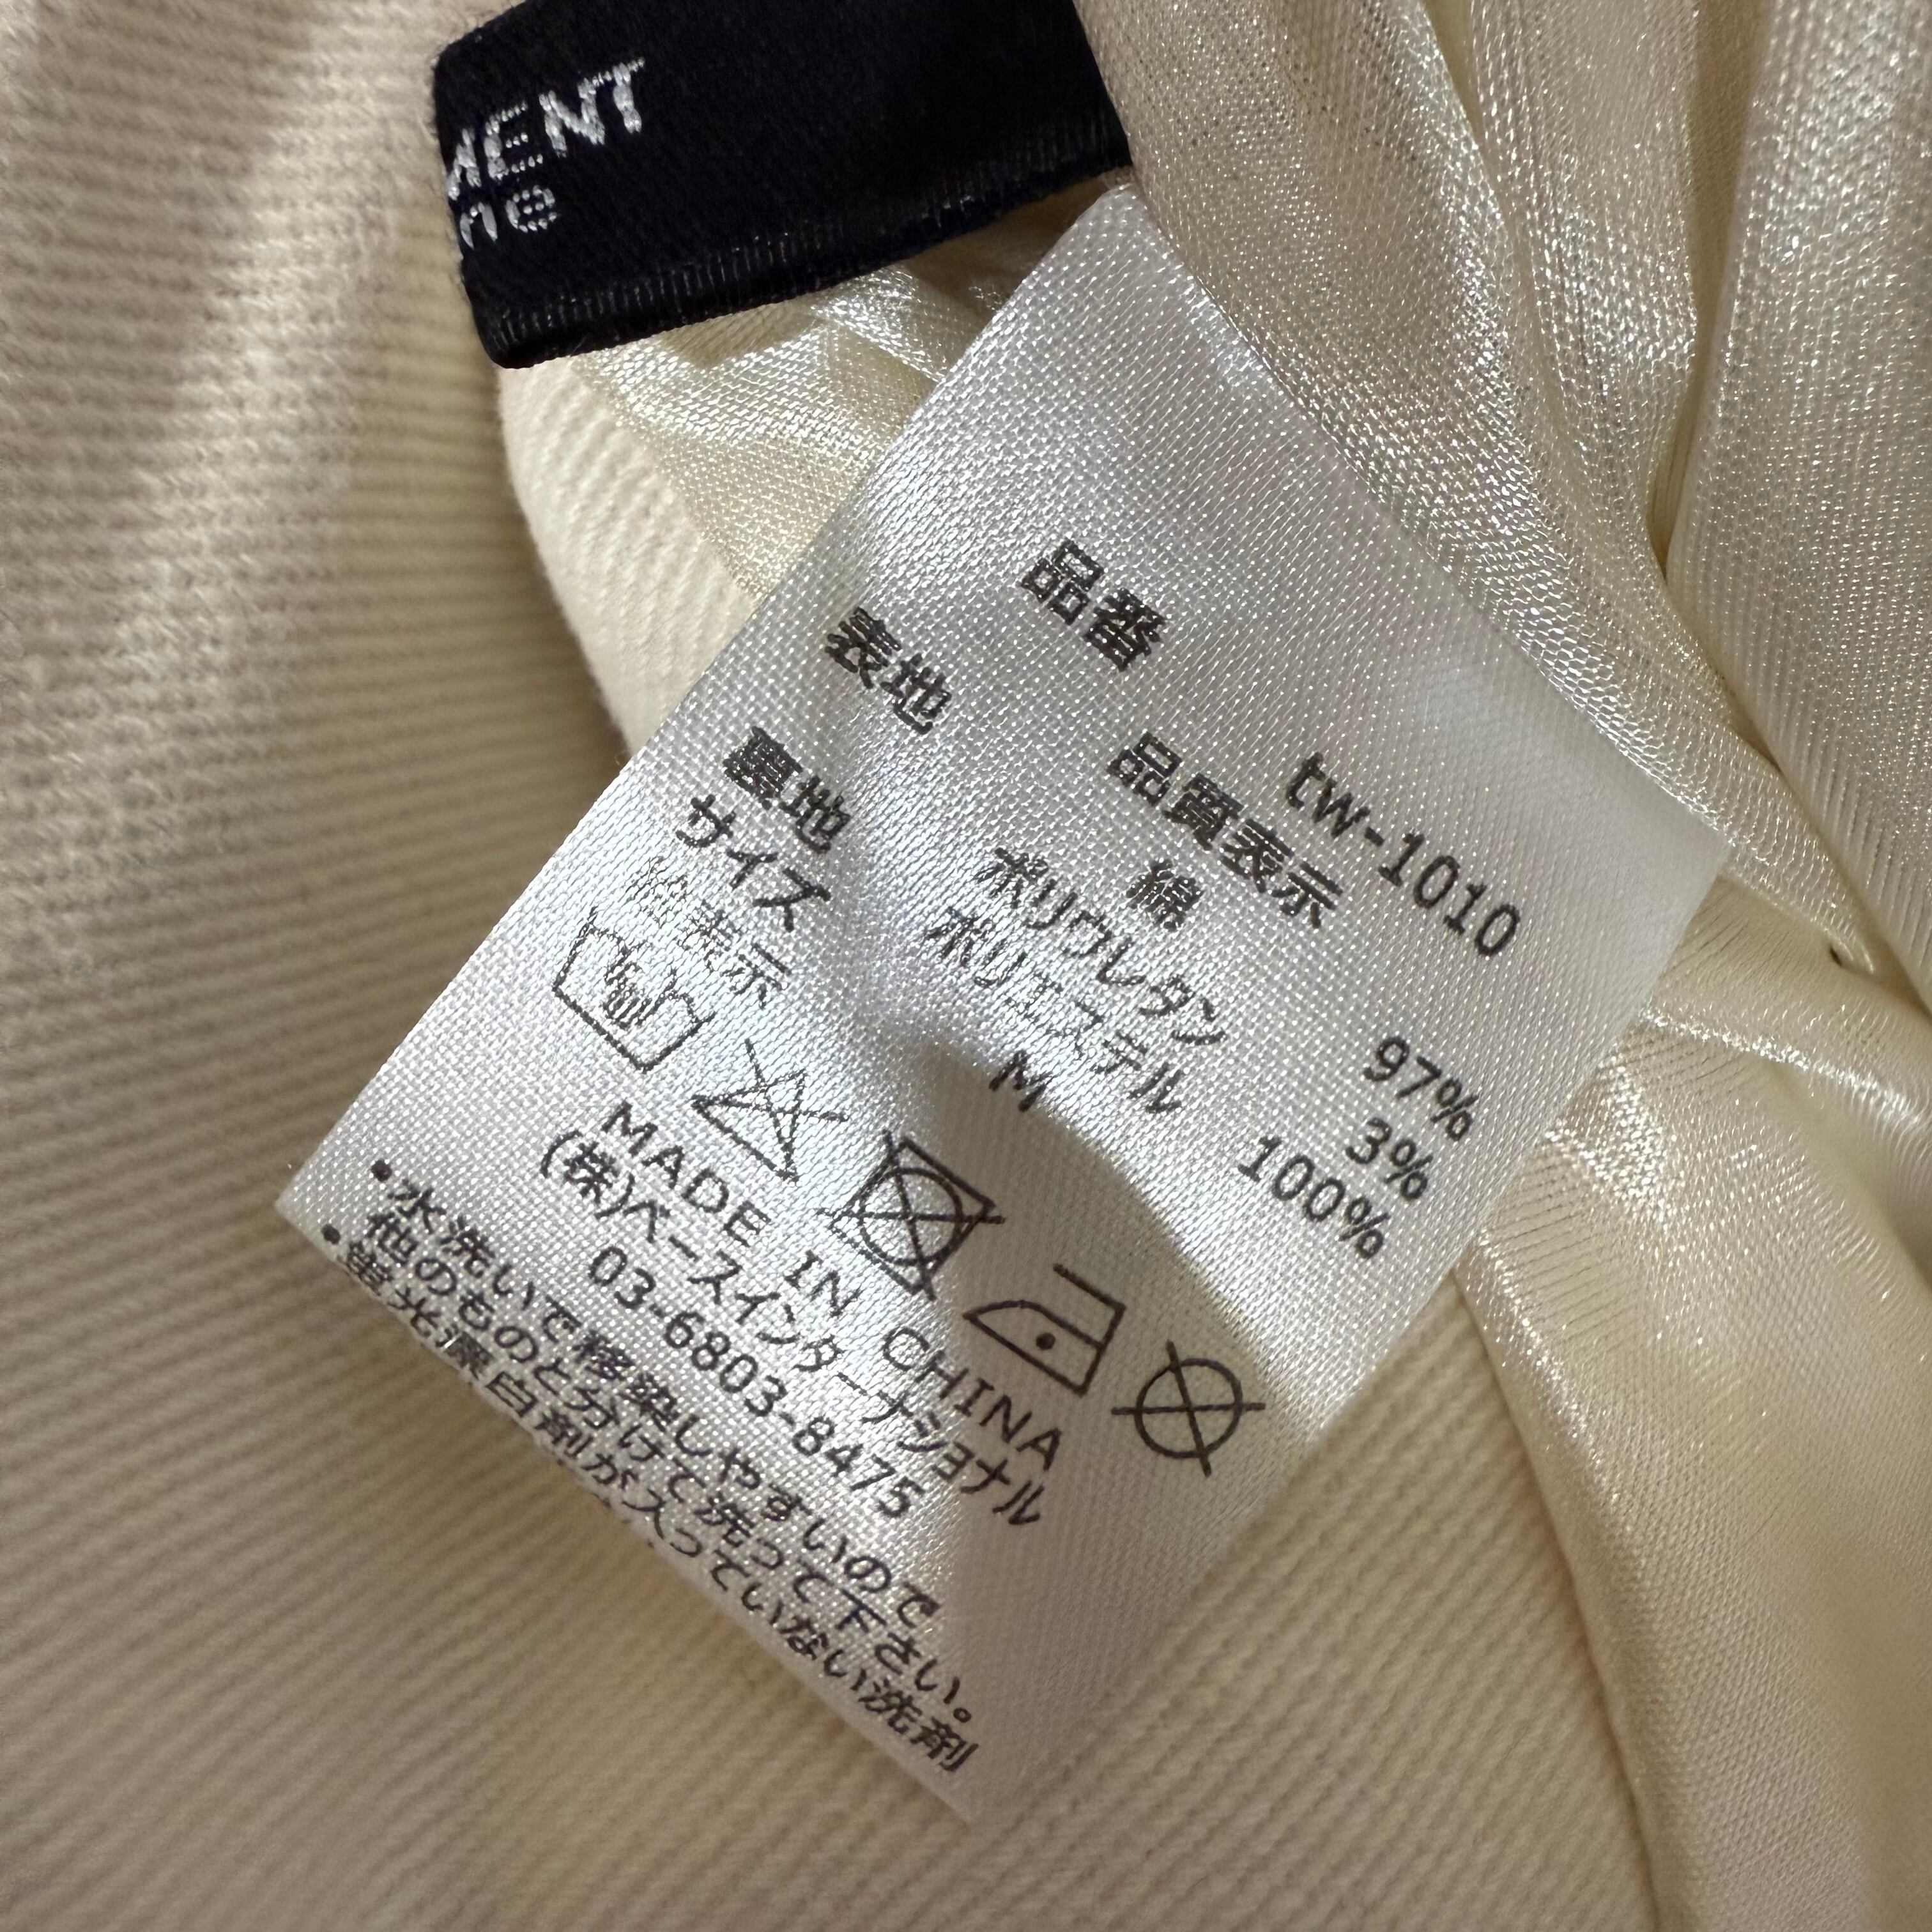 MENT
ne
品番 tw-1010
品質表示
表地 綿 97%
ポリウレタン 3%
裏地 ポリエステル 100%
サイズ M
絵表示
MADE IN CHINA
(株)ベースインターナショナル
03-6803-8475
・水洗いで移染しやすいので
他のものと分けて洗って下さい。
・蛍光漂白剤が入っていない洗剤